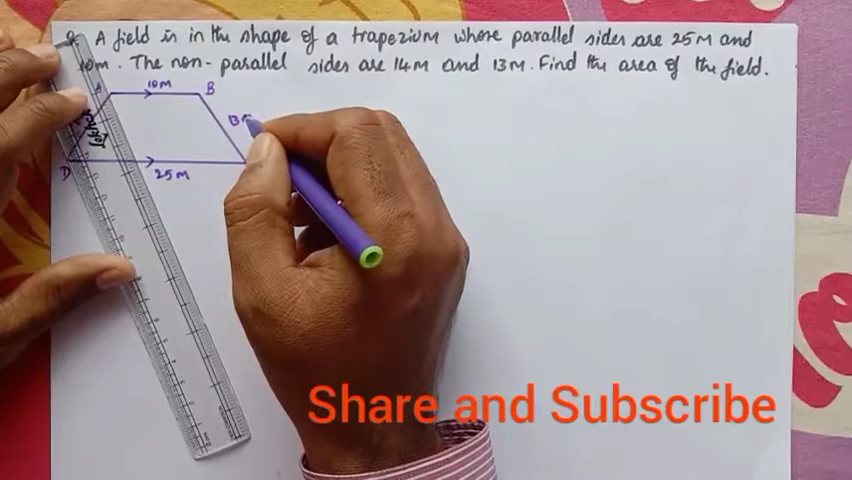 A field is in the shape of a trapezium whose parallel sides are 25M and
10m. The non-parallel sides are 14M and 13M. Find the area of the field.
10M
B
D
25M
Share and Subscribe